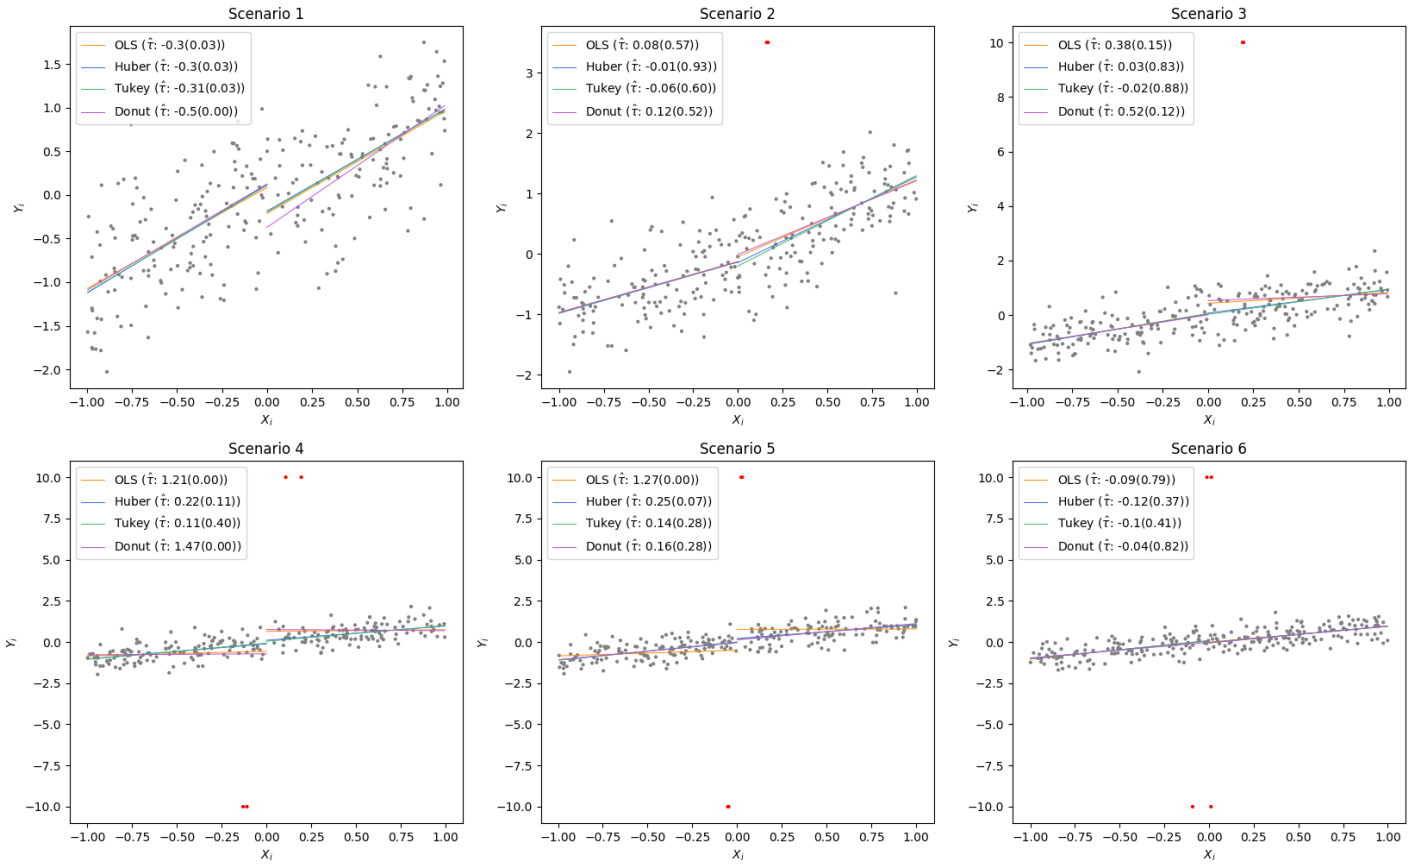 Scenario 1
OLS (τ̂: -0.3(0.03))
Huber (τ̂: -0.3(0.03))
Tukey (τ̂: -0.31(0.03))
Donut (τ̂: -0.5(0.00))
1.5
1.0
0.5
0.0
−0.5
−1.0
−1.5
−2.0
Yᵢ
−1.00 −0.75 −0.50 −0.25 0.00 0.25 0.50 0.75 1.00
Xᵢ
Scenario 2
OLS (τ̂: 0.08(0.57))
Huber (τ̂: -0.01(0.93))
Tukey (τ̂: -0.06(0.60))
Donut (τ̂: 0.12(0.52))
3
2
1
0
−1
−2
Yᵢ
−1.00 −0.75 −0.50 −0.25 0.00 0.25 0.50 0.75 1.00
Xᵢ
Scenario 3
OLS (τ̂: 0.38(0.15))
Huber (τ̂: 0.03(0.83))
Tukey (τ̂: -0.02(0.88))
Donut (τ̂: 0.52(0.12))
10
8
6
4
2
0
−2
Yᵢ
−1.00 −0.75 −0.50 −0.25 0.00 0.25 0.50 0.75 1.00
Xᵢ
Scenario 4
OLS (τ̂: 1.21(0.00))
Huber (τ̂: 0.22(0.11))
Tukey (τ̂: 0.11(0.40))
Donut (τ̂: 1.47(0.00))
10.0
7.5
5.0
2.5
0.0
−2.5
−5.0
−7.5
−10.0
Yᵢ
−1.00 −0.75 −0.50 −0.25 0.00 0.25 0.50 0.75 1.00
Xᵢ
Scenario 5
OLS (τ̂: 1.27(0.00))
Huber (τ̂: 0.25(0.07))
Tukey (τ̂: 0.14(0.28))
Donut (τ̂: 0.16(0.28))
10.0
7.5
5.0
2.5
0.0
−2.5
−5.0
−7.5
−10.0
Yᵢ
−1.00 −0.75 −0.50 −0.25 0.00 0.25 0.50 0.75 1.00
Xᵢ
Scenario 6
OLS (τ̂: -0.09(0.79))
Huber (τ̂: -0.12(0.37))
Tukey (τ̂: -0.1(0.41))
Donut (τ̂: -0.04(0.82))
10.0
7.5
5.0
2.5
0.0
−2.5
−5.0
−7.5
−10.0
Yᵢ
−1.00 −0.75 −0.50 −0.25 0.00 0.25 0.50 0.75 1.00
Xᵢ